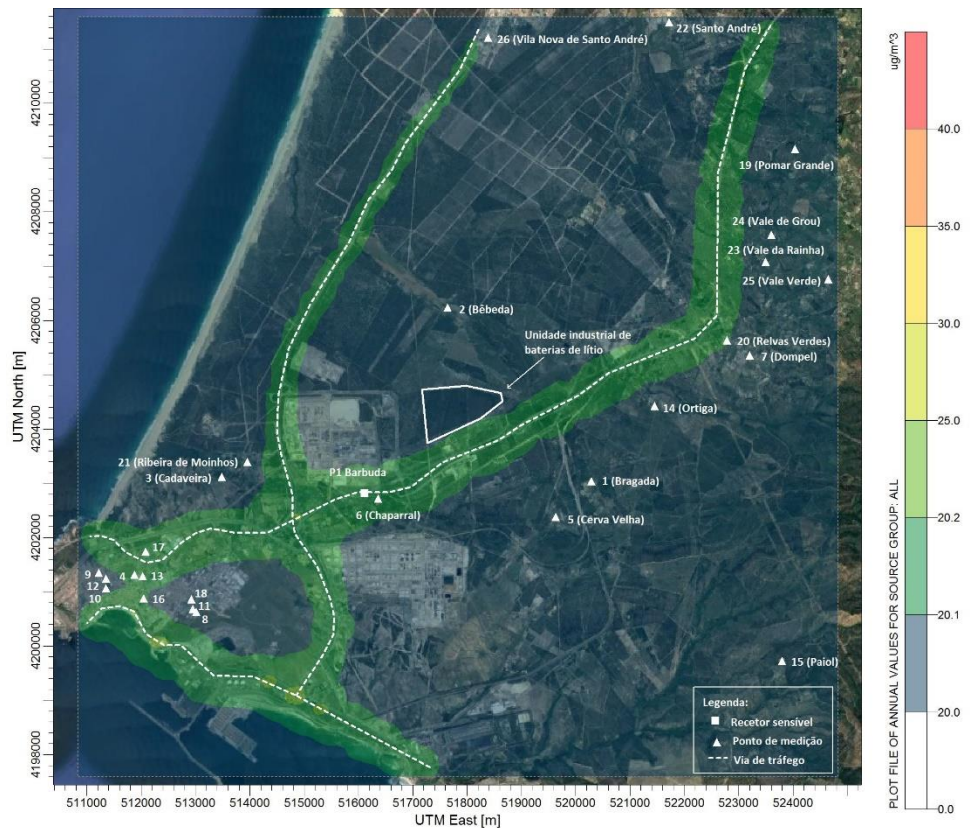 26 (Vila Nova de Santo André)
22 (Santo André)
19 (Pomar Grande)
24 (Vale de Grou)
23 (Vale da Rainha)
25 (Vale Verde)
2 (Bêbeda)
Unidade industrial de
baterias de lítio
20 (Relvas Verdes)
7 (Dompel)
14 (Ortiga)
21 (Ribeira de Moinhos)
3 (Cadaveira)
P1 Barbuda
6 (Chaparral)
1 (Bragada)
5 (Cerva Velha)
17
9
4
13
12
10
16
18
11
8
15 (Paiol)
Legenda:
Recetor sensível
Ponto de medição
Via de tráfego
UTM North [m]
4210000
4208000
4206000
4204000
4202000
4200000
4198000
511000 512000 513000 514000 515000 516000 517000 518000 519000 520000 521000 522000 523000 524000
UTM East [m]
PLOT FILE OF ANNUAL VALUES FOR SOURCE GROUP: ALL
ug/m^3
40.0
35.0
30.0
25.0
20.2
20.1
20.0
0.0